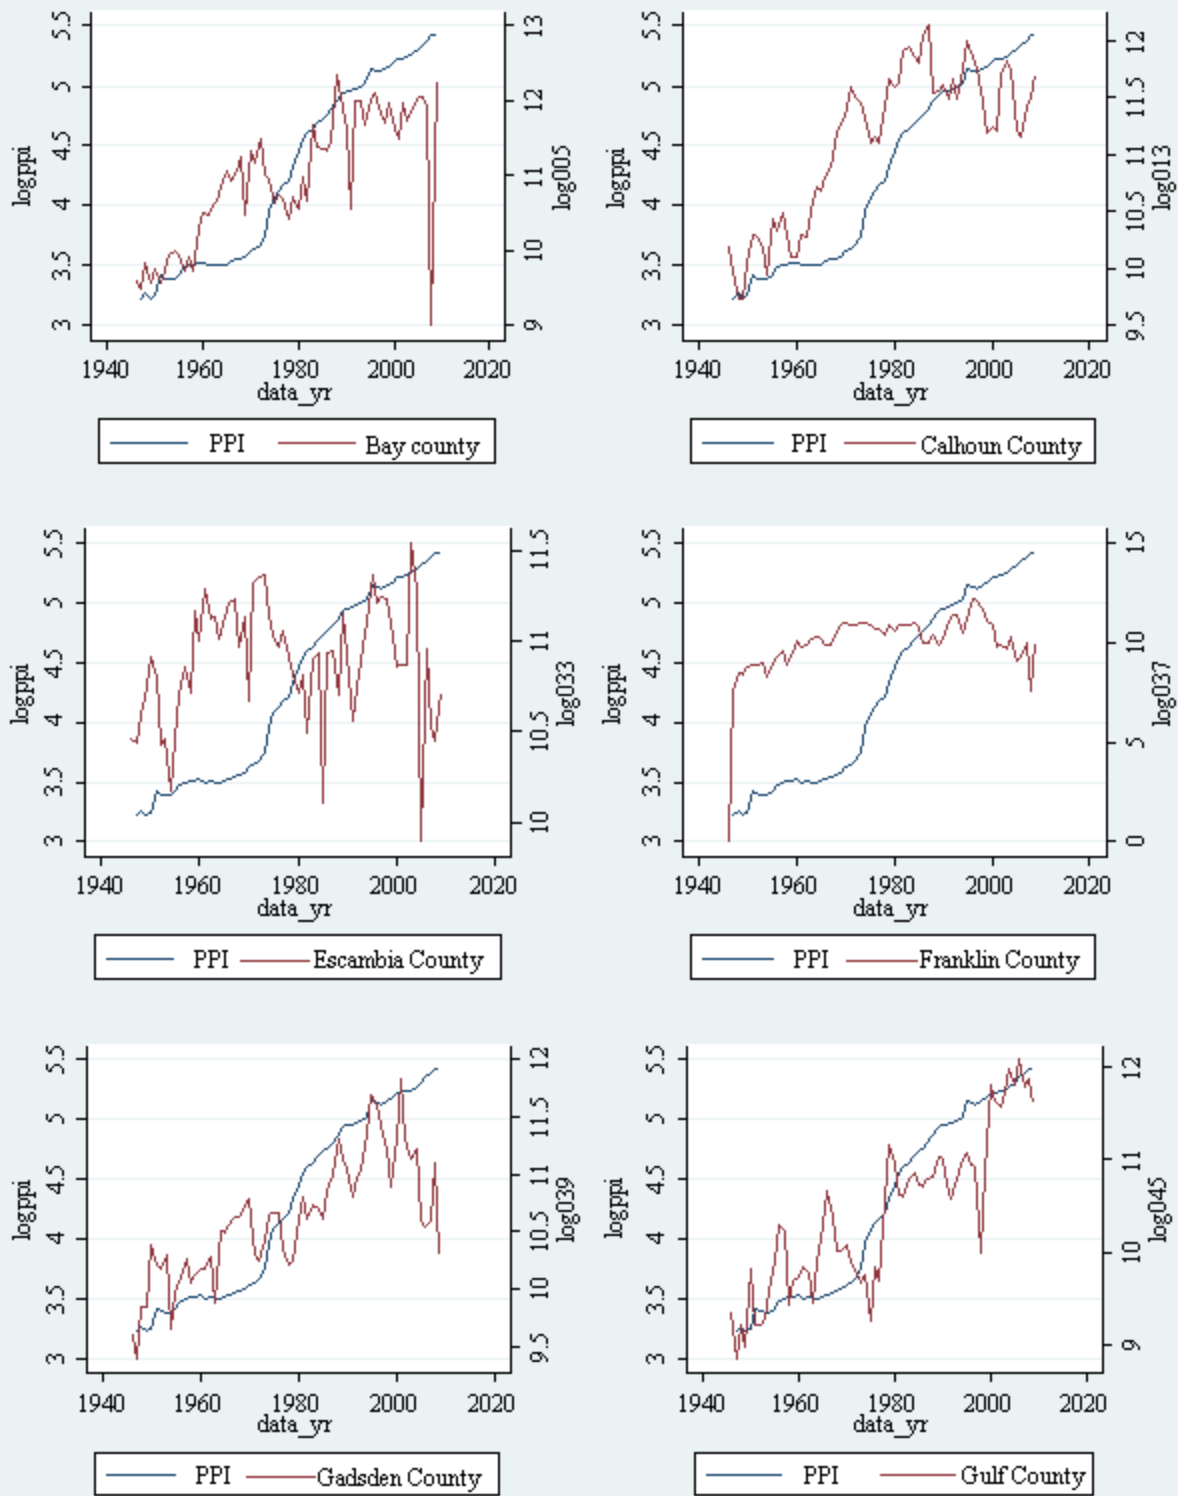 logppi
3 3.5 4 4.5 5 5.5
9 10 11 12 13
log005
1940 1960 1980 2000 2020
data_yr
PPI Bay county
logppi
3 3.5 4 4.5 5 5.5
9.5 10 10.5 11 11.5 12
log013
1940 1960 1980 2000 2020
data_yr
PPI Calhoun County
logppi
3 3.5 4 4.5 5 5.5
10 10.5 11 11.5
log033
1940 1960 1980 2000 2020
data_yr
PPI Escambia County
logppi
3 3.5 4 4.5 5 5.5
0 5 10 15
log037
1940 1960 1980 2000 2020
data_yr
PPI Franklin County
logppi
3 3.5 4 4.5 5 5.5
9.5 10 10.5 11 11.5 12
log039
1940 1960 1980 2000 2020
data_yr
PPI Gadsden County
logppi
3 3.5 4 4.5 5 5.5
9 10 11 12
log045
1940 1960 1980 2000 2020
data_yr
PPI Gulf County